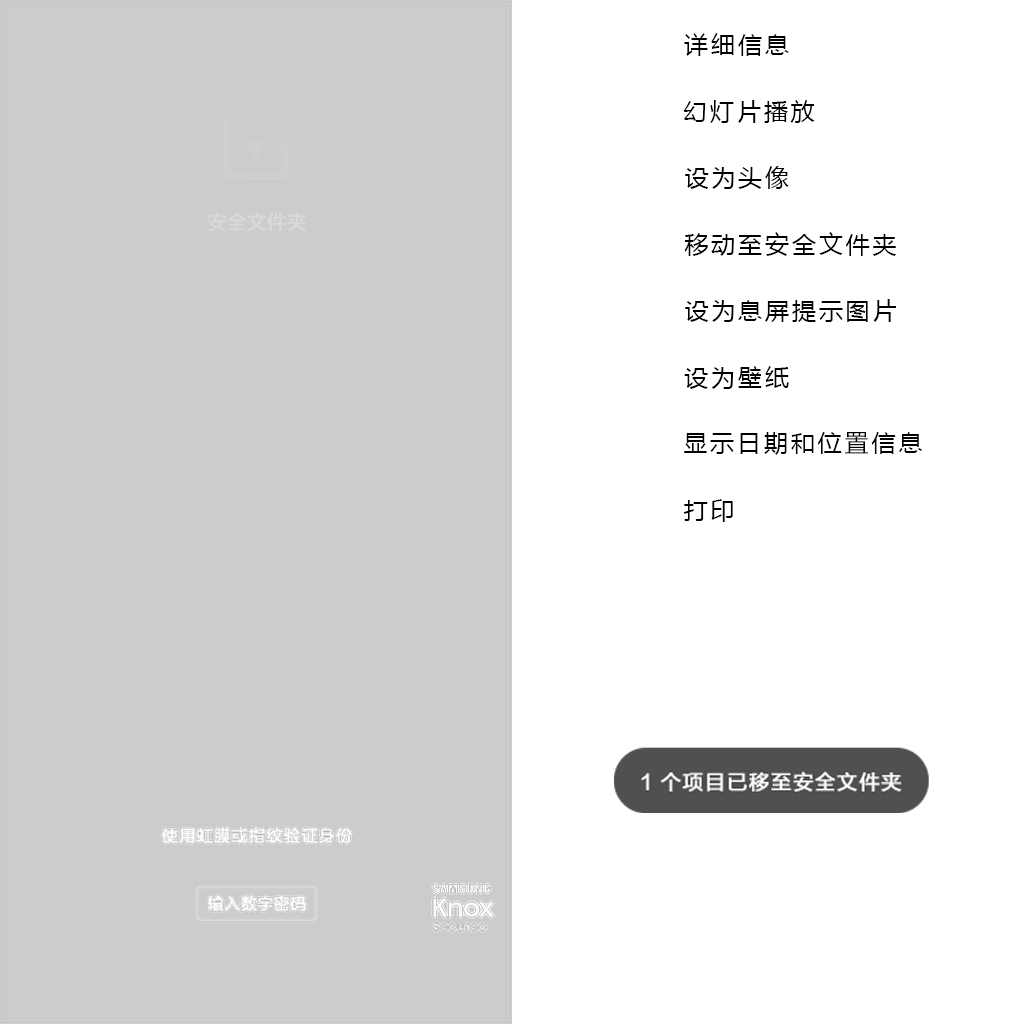 安全文件夹
使用虹膜或指纹验证身份
输入数字密码
SAMSUNG
Knox
Secured
详细信息
幻灯片播放
设为头像
移动至安全文件夹
设为息屏提示图片
设为壁纸
显示日期和位置信息
打印
1 个项目已移至安全文件夹